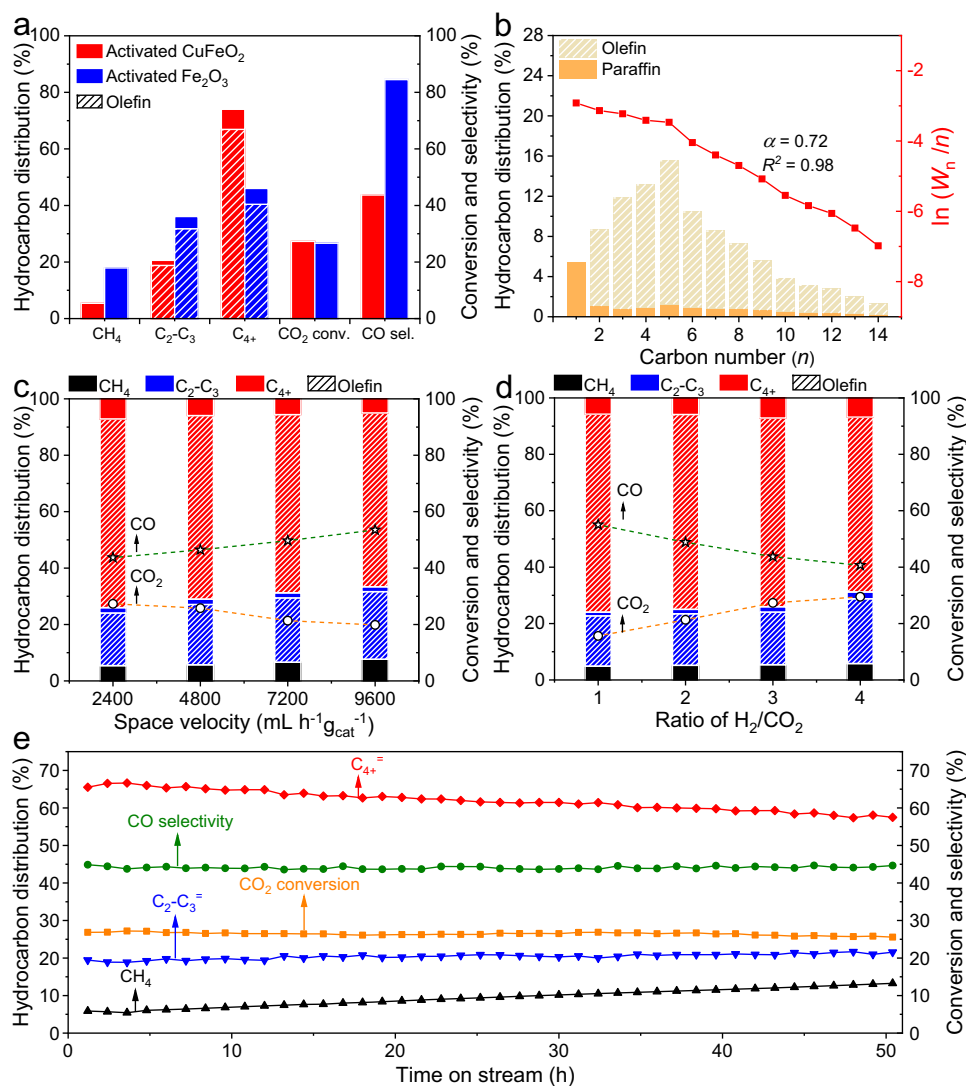 a
Hydrocarbon distribution (%)
100
80
60
40
20
0
Activated CuFeO₂
Activated Fe₂O₃
Olefin
CH₄
C₂-C₃
C₄₊
CO₂ conv.
CO sel.
100
80
60
40
20
0
Conversion and selectivity (%)
b
Hydrocarbon distribution (%)
28
24
20
16
12
8
4
0
Olefin
Paraffin
α = 0.72
R² = 0.98
2
4
6
8
10
12
14
Carbon number (n)
-2
-4
-6
-8
ln (Wₙ/n)
c
CH₄
C₂-C₃
C₄₊
Olefin
Hydrocarbon distribution (%)
100
80
60
40
20
0
CO
CO₂
2400
4800
7200
9600
Space velocity (mL h⁻¹g_cat⁻¹)
100
80
60
40
20
0
Conversion and selectivity (%)
d
CH₄
C₂-C₃
C₄₊
Olefin
Hydrocarbon distribution (%)
100
80
60
40
20
0
CO
CO₂
1
2
3
4
Ratio of H₂/CO₂
100
80
60
40
20
0
Conversion and selectivity (%)
e
Hydrocarbon distribution (%)
70
60
50
40
30
20
10
0
C₄₊⁼
CO selectivity
CO₂ conversion
C₂-C₃⁼
CH₄
0
10
20
30
40
50
Time on stream (h)
70
60
50
40
30
20
10
0
Conversion and selectivity (%)